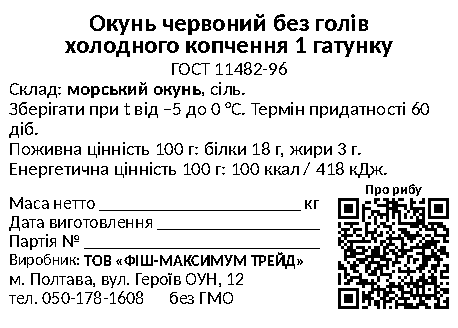 Окунь червоний без голів
холодного копчення 1 гатунку
ГОСТ 11482-96
Склад: морський окунь, сіль.
Зберігати при t від –5 до 0 °С. Термін придатності 60
діб.
Поживна цінність 100 г: білки 18 г, жири 3 г.
Енергетична цінність 100 г: 100 ккал / 418 кДж.
Про рибу
Маса нетто ______________________ кг
Дата виготовлення _________________
Партія № _________________________
Виробник: ТОВ «ФІШ-МАКСИМУМ ТРЕЙД»
м. Полтава, вул. Героїв ОУН, 12
тел. 050-178-1608 без ГМО